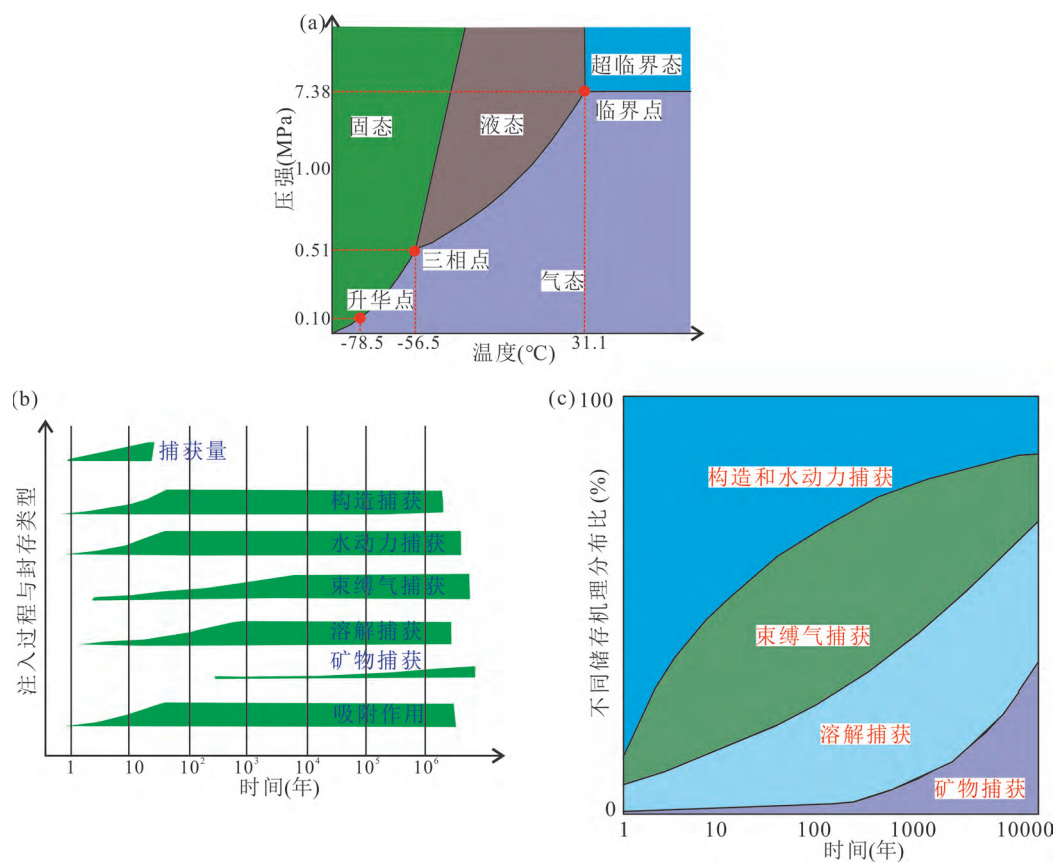 (a)
压强(MPa)
7.38
1.00
0.51
0.10
固态
液态
超临界态
临界点
三相点
升华点
气态
-78.5
-56.5
31.1
温度(℃)
(b)
注入过程与封存类型
捕获量
构造捕获
水动力捕获
束缚气捕获
溶解捕获
矿物捕获
吸附作用
1
10
10²
10³
10⁴
10⁵
10⁶
时间(年)
(c)
不同储存机理分布比(%)
100
0
构造和水动力捕获
束缚气捕获
溶解捕获
矿物捕获
1
10
100
1000
10000
时间(年)